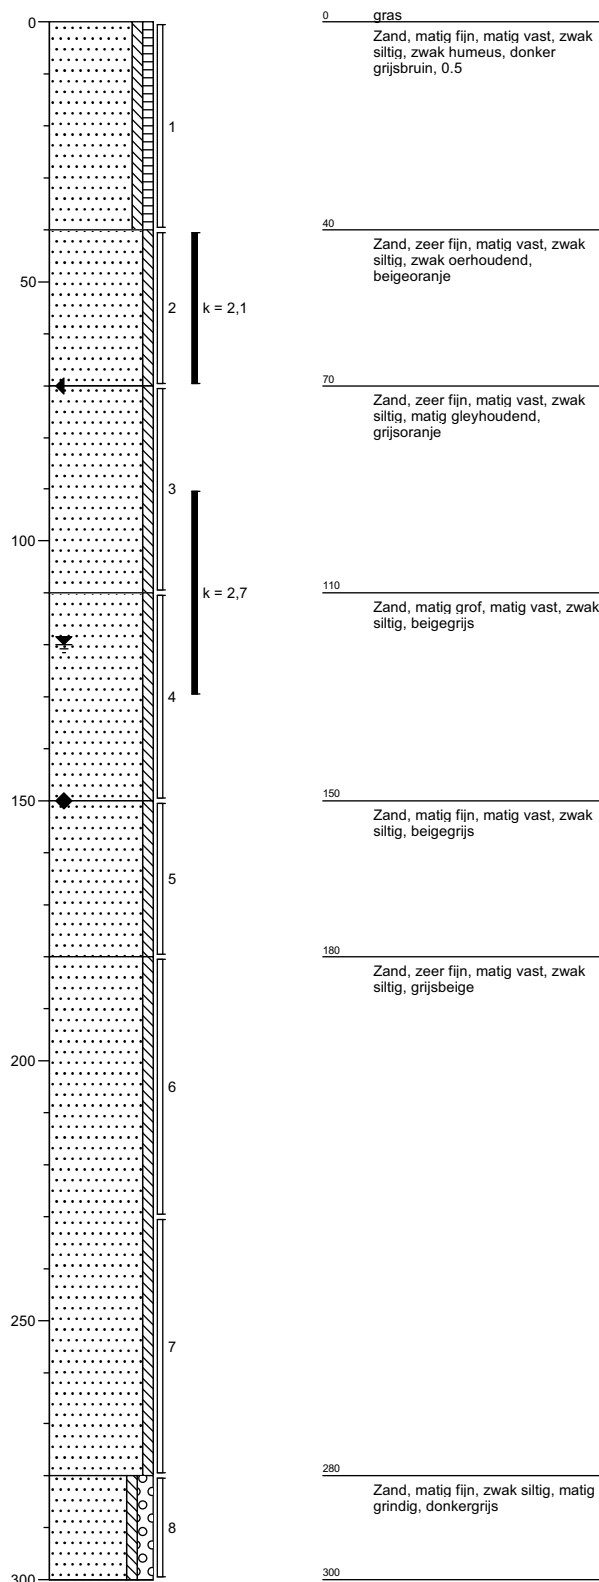 0
50
100
150
200
250
300
1
2
3
4
5
6
7
8
k = 2,1
k = 2,7
0
gras
Zand, matig fijn, matig vast, zwak
siltig, zwak humeus, donker
grijsbruin, 0.5
40
Zand, zeer fijn, matig vast, zwak
siltig, zwak oerhoudend,
beigeoranje
70
Zand, zeer fijn, matig vast, zwak
siltig, matig gleyhoudend,
grijsoranje
110
Zand, matig grof, matig vast, zwak
siltig, beigegrijs
150
Zand, matig fijn, matig vast, zwak
siltig, beigegrijs
180
Zand, zeer fijn, matig vast, zwak
siltig, grijsbeige
280
Zand, matig fijn, zwak siltig, matig
grindig, donkergrijs
300